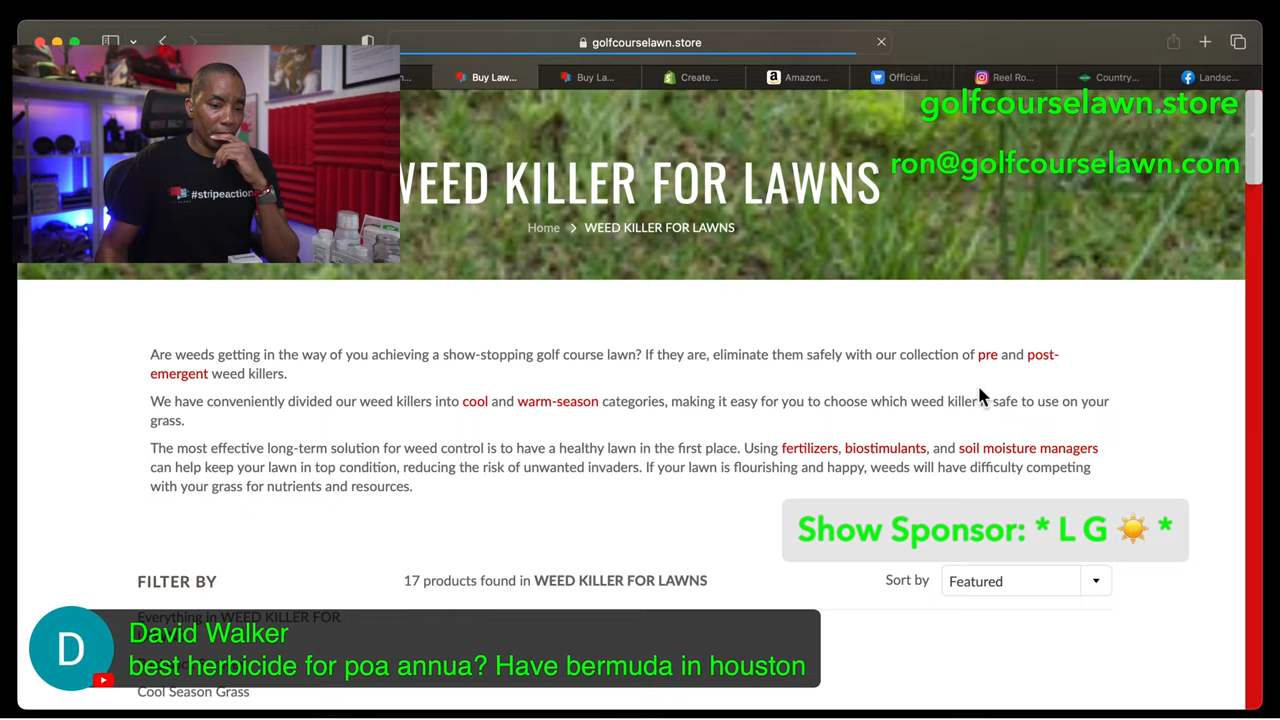 golfcourselawn.store
Buy Law...
Buy La...
Create...
Amazon...
Official...
Reel Ro...
Country...
Landsc...
golfcourselawn.store
ron@golfcourselawn.com
#stripeaction
WEED KILLER FOR LAWNS
Home > WEED KILLER FOR LAWNS
Are weeds getting in the way of you achieving a show-stopping golf course lawn? If they are, eliminate them safely with our collection of pre and post-
emergent weed killers.
We have conveniently divided our weed killers into cool and warm-season categories, making it easy for you to choose which weed killer is safe to use on your
grass.
The most effective long-term solution for weed control is to have a healthy lawn in the first place. Using fertilizers, biostimulants, and soil moisture managers
can help keep your lawn in top condition, reducing the risk of unwanted invaders. If your lawn is flourishing and happy, weeds will have difficulty competing
with your grass for nutrients and resources.
Show Sponsor: * L G ☀️ *
FILTER BY
17 products found in WEED KILLER FOR LAWNS
Sort by Featured
Everything in WEED KILLER FOR
D
David Walker
best herbicide for poa annua? Have bermuda in houston
Cool Season Grass